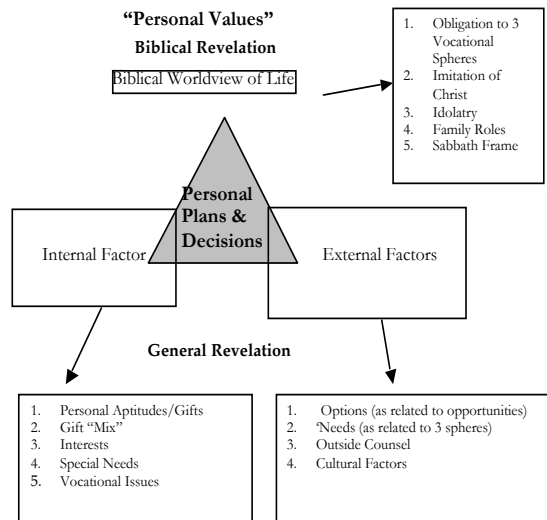 “Personal Values”
Biblical Revelation
Biblical Worldview of Life
1. Obligation to 3
Vocational
Spheres
2. Imitation of
Christ
3. Idolatry
4. Family Roles
5. Sabbath Frame
Personal
Plans &
Decisions
Internal Factor
External Factors
General Revelation
1. Personal Aptitudes/Gifts
2. Gift “Mix”
3. Interests
4. Special Needs
5. Vocational Issues
1. Options (as related to opportunities)
2. ‘Needs (as related to 3 spheres)
3. Outside Counsel
4. Cultural Factors